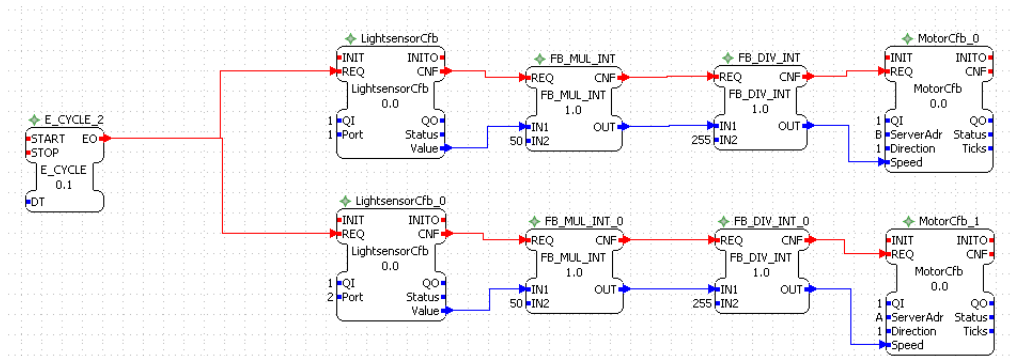 LightsensorCfb
INIT INITO
REQ CNF
LightsensorCfb
0.0
1 QI QO
1 Port Status
Value
FB_MUL_INT
REQ CNF
FB_MUL_INT
1.0
IN1 OUT
50 IN2
FB_DIV_INT
REQ CNF
FB_DIV_INT
1.0
IN1 OUT
255 IN2
MotorCfb_0
INIT INITO
REQ CNF
MotorCfb
0.0
1 QI QO
B ServerAdr Status
1 Direction Ticks
Speed
E_CYCLE_2
START EO
STOP
E_CYCLE
0.1
DT
LightsensorCfb_0
INIT INITO
REQ CNF
LightsensorCfb
0.0
1 QI QO
2 Port Status
Value
FB_MUL_INT_0
REQ CNF
FB_MUL_INT
1.0
IN1 OUT
50 IN2
FB_DIV_INT_0
REQ CNF
FB_DIV_INT
1.0
IN1 OUT
255 IN2
MotorCfb_1
INIT INITO
REQ CNF
MotorCfb
0.0
1 QI QO
A ServerAdr Status
1 Direction Ticks
Speed